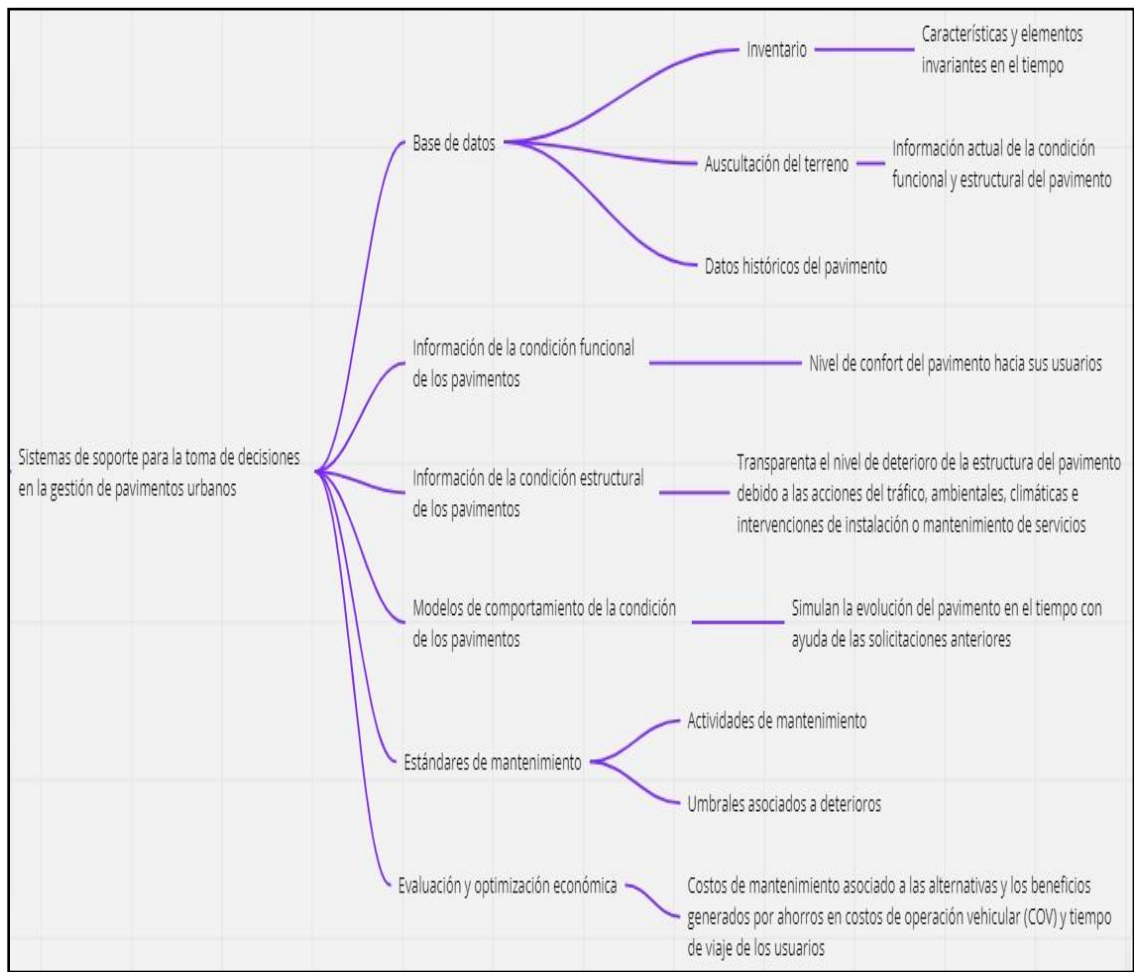 Sistemas de soporte para la toma de decisiones
en la gestión de pavimentos urbanos
Base de datos
Inventario
Características y elementos
invariantes en el tiempo
Auscultación del terreno
Información actual de la condición
funcional y estructural del pavimento
Datos históricos del pavimento
Información de la condición funcional
de los pavimentos
Nivel de confort del pavimento hacia sus usuarios
Información de la condición estructural
de los pavimentos
Transparenta el nivel de deterioro de la estructura del pavimento
debido a las acciones del tráfico, ambientales, climáticas e
intervenciones de instalación o mantenimiento de servicios
Modelos de comportamiento de la condición
de los pavimentos
Simulan la evolución del pavimento en el tiempo con
ayuda de las solicitaciones anteriores
Estándares de mantenimiento
Actividades de mantenimiento
Umbrales asociados a deterioros
Evaluación y optimización económica
Costos de mantenimiento asociado a las alternativas y los beneficios
generados por ahorros en costos de operación vehicular (COV) y tiempo
de viaje de los usuarios